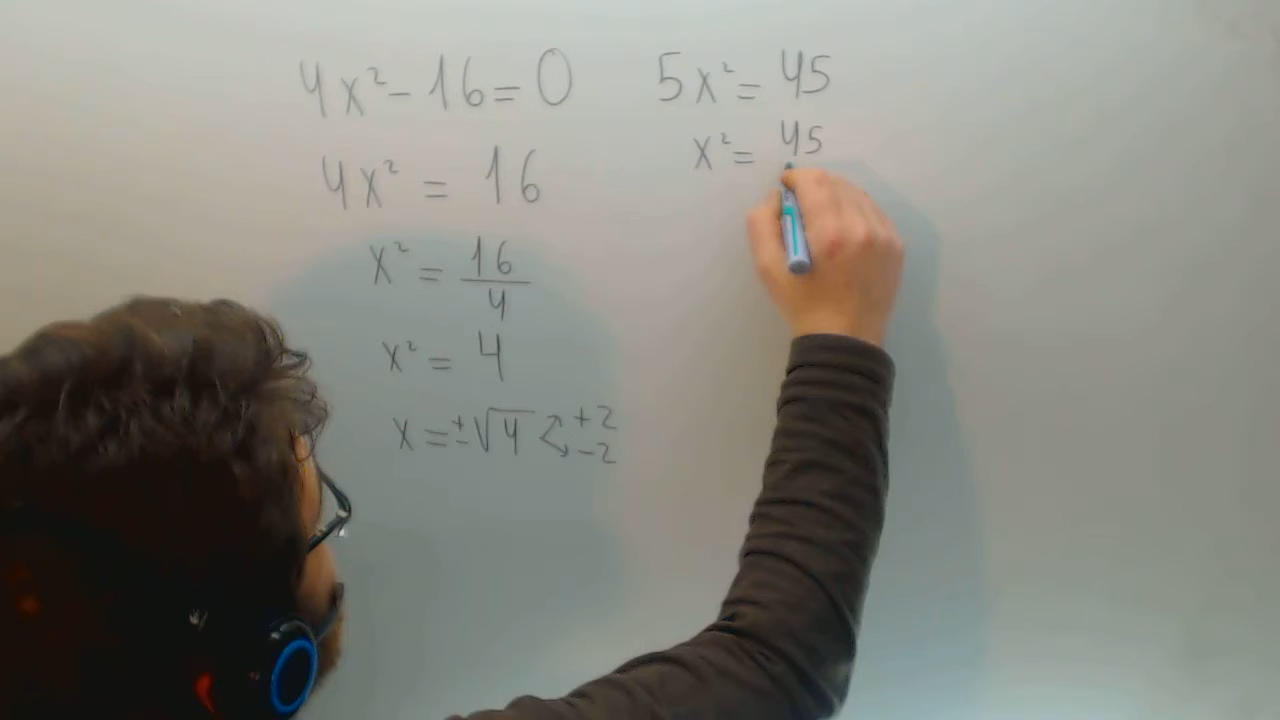 4x² - 16 = 0
4x² = 16
x² = 16/4
x² = 4
x = ±√4 +2 -2
5x² = 45
x² = 45